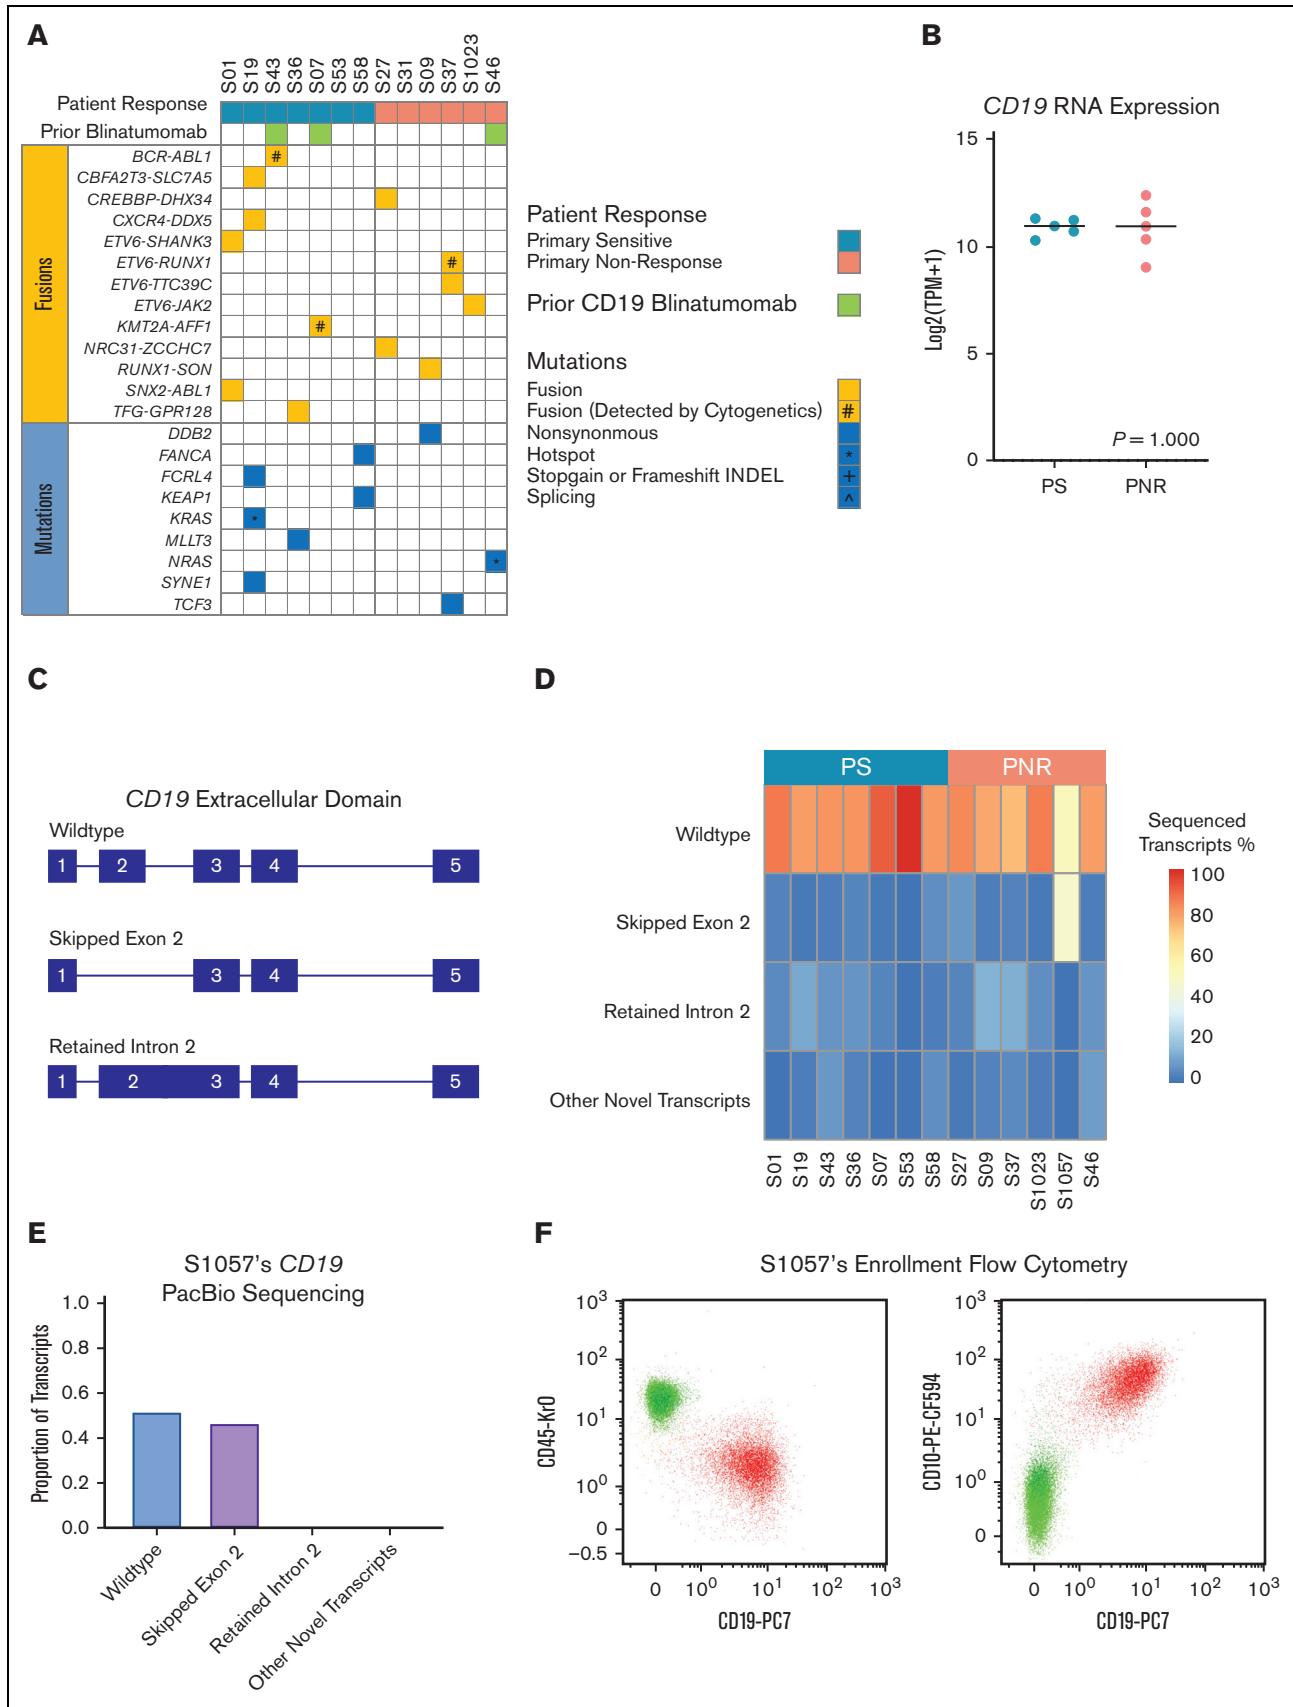 A
S01 S19 S43 S36 S07 S53 S58 S27 S31 S09 S37 S1023 S46
Patient Response
Prior Blinatumomab
Fusions
BCR-ABL1 #
CBFA2T3-SLC7A5
CREBBP-DHX34
CXCR4-DDX5
ETV6-SHANK3
ETV6-RUNX1 #
ETV6-TTC39C
ETV6-JAK2
KMT2A-AFF1 #
NRC31-ZCCHC7
RUNX1-SON
SNX2-ABL1
TFG-GPR128
Mutations
DDB2
FANCA
FCRL4
KEAP1
KRAS *
MLLT3
NRAS *
SYNE1
TCF3
Patient Response
Primary Sensitive
Primary Non-Response
Prior CD19 Blinatumomab
Mutations
Fusion
Fusion (Detected by Cytogenetics) #
Nonsynonmous
Hotspot *
Stopgain or Frameshift INDEL +
Splicing ^
B
CD19 RNA Expression
Log2(TPM+1)
15
10
5
0
P = 1.000
PS PNR
C
CD19 Extracellular Domain
Wildtype
1 2 3 4 5
Skipped Exon 2
1 3 4 5
Retained Intron 2
1 2 3 4 5
D
PS PNR
Wildtype
Skipped Exon 2
Retained Intron 2
Other Novel Transcripts
S01 S19 S43 S36 S07 S53 S58 S27 S09 S37 S1023 S1057 S46
Sequenced
Transcripts %
100
80
60
40
20
0
E
S1057's CD19
PacBio Sequencing
Proportion of Transcripts
1.0
0.8
0.6
0.4
0.2
0.0
Wildtype
Skipped Exon 2
Retained Intron 2
Other Novel Transcripts
F
S1057's Enrollment Flow Cytometry
CD45-KrO
10³
10²
10¹
10⁰
0
−0.5
0 10⁰ 10¹ 10² 10³
CD19-PC7
CD10-PE-CF594
10³
10²
10¹
10⁰
0
0 10⁰ 10¹ 10² 10³
CD19-PC7